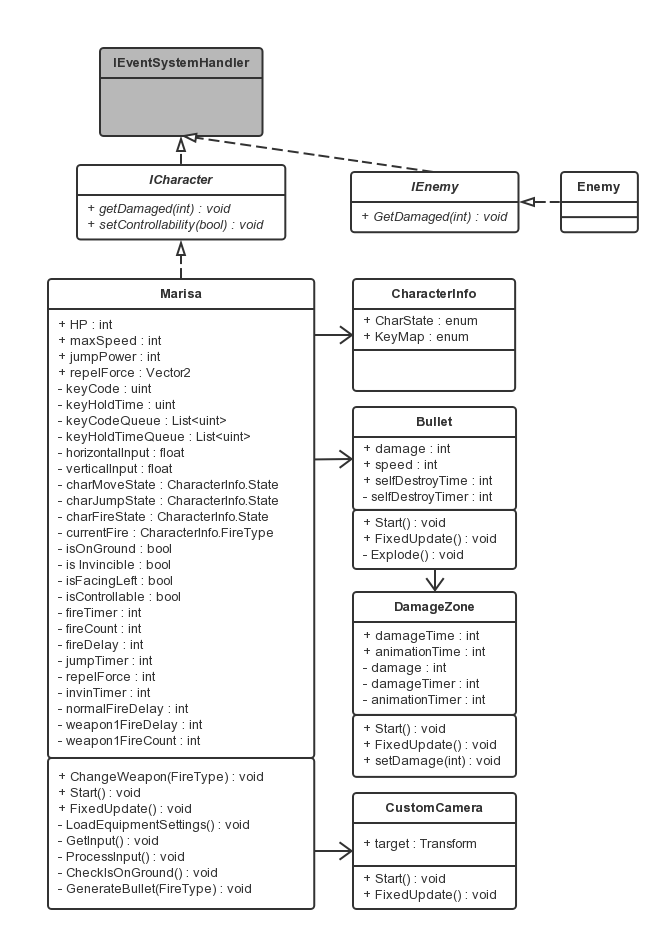 IEventSystemHandler
ICharacter
+ getDamaged(int) : void
+ setControllability(bool) : void
IEnemy
+ GetDamaged(int) : void
Enemy
Marisa
+ HP : int
+ maxSpeed : int
+ jumpPower : int
+ repelForce : Vector2
- keyCode : uint
- keyHoldTime : uint
- keyCodeQueue : List<uint>
- keyHoldTimeQueue : List<uint>
- horizontalInput : float
- verticalInput : float
- charMoveState : CharacterInfo.State
- charJumpState : CharacterInfo.State
- charFireState : CharacterInfo.State
- currentFire : CharacterInfo.FireType
- isOnGround : bool
- is Invincible : bool
- isFacingLeft : bool
- isControllable : bool
- fireTimer : int
- fireCount : int
- fireDelay : int
- jumpTimer : int
- repelForce : int
- invinTimer : int
- normalFireDelay : int
- weapon1FireDelay : int
- weapon1FireCount : int
+ ChangeWeapon(FireType) : void
+ Start() : void
+ FixedUpdate() : void
- LoadEquipmentSettings() : void
- GetInput() : void
- ProcessInput() : void
- CheckIsOnGround() : void
- GenerateBullet(FireType) : void
CharacterInfo
+ CharState : enum
+ KeyMap : enum
Bullet
+ damage : int
+ speed : int
+ selfDestroyTime : int
- selfDestroyTimer : int
+ Start() : void
+ FixedUpdate() : void
- Explode() : void
DamageZone
+ damageTime : int
+ animationTime : int
- damage : int
- damageTimer : int
- animationTimer : int
+ Start() : void
+ FixedUpdate() : void
+ setDamage(int) : void
CustomCamera
+ target : Transform
+ Start() : void
+ FixedUpdate() : void